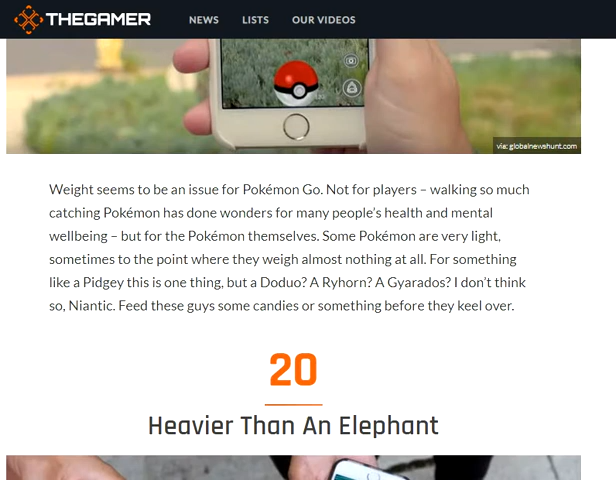 THEGAMER NEWS LISTS OUR VIDEOS
via: globalnewshunt.com
Weight seems to be an issue for Pokémon Go. Not for players – walking so much
catching Pokémon has done wonders for many people's health and mental
wellbeing – but for the Pokémon themselves. Some Pokémon are very light,
sometimes to the point where they weigh almost nothing at all. For something
like a Pidgey this is one thing, but a Doduo? A Ryhorn? A Gyarados? I don't think
so, Niantic. Feed these guys some candies or something before they keel over.
20
Heavier Than An Elephant